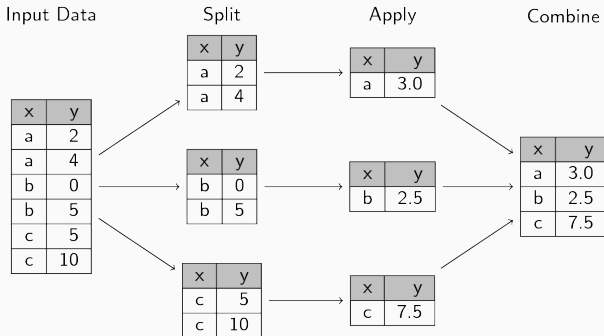 Input Data Split Apply Combine
x y
a 2
a 4
b 0
b 5
c 5
c 10
x y
a 2
a 4
x y
b 0
b 5
x y
c 5
c 10
x y
a 3.0
x y
b 2.5
x y
c 7.5
x y
a 3.0
b 2.5
c 7.5